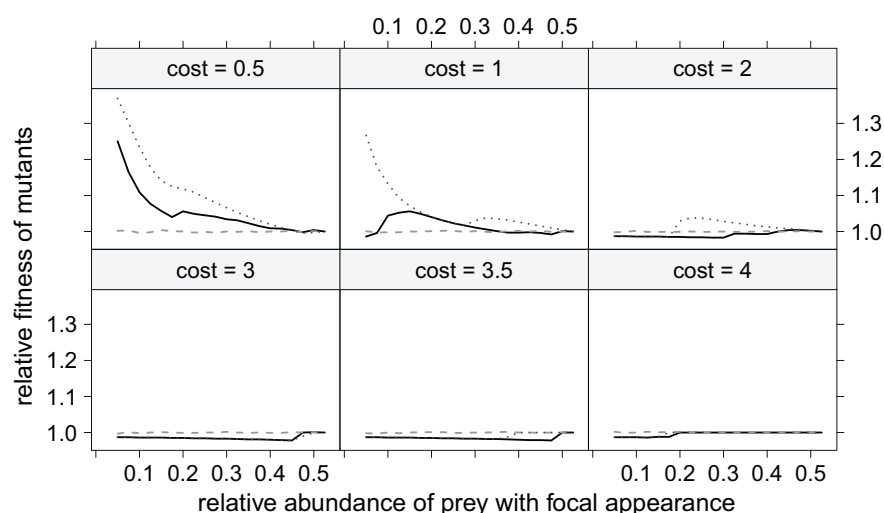 0.1 0.2 0.3 0.4 0.5
cost = 0.5 cost = 1 cost = 2
1.3
1.2
1.1
1.0
relative fitness of mutants
cost = 3 cost = 3.5 cost = 4
1.3
1.2
1.1
1.0
0.1 0.2 0.3 0.4 0.5 0.1 0.2 0.3 0.4 0.5
relative abundance of prey with focal appearance